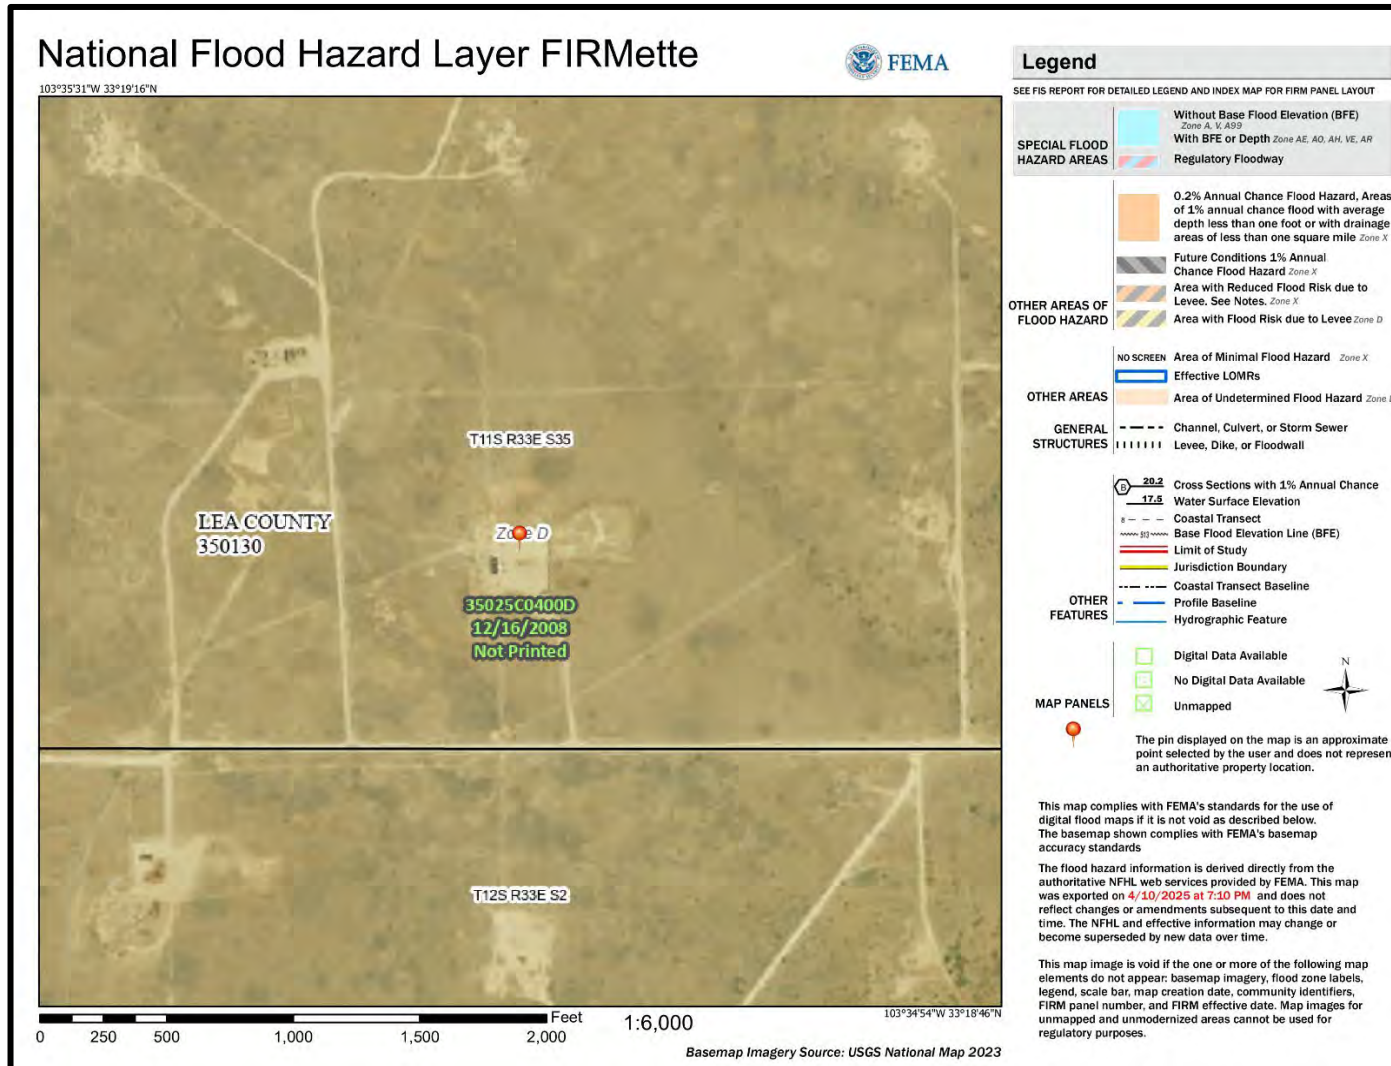 National Flood Hazard Layer FIRMette
FEMA
103°35'31"W 33°19'16"N
T11S R33E S35
LEA COUNTY
350130
Zone D
35025C0400D
12/16/2008
Not Printed
T12S R33E S2
103°34'54"W 33°18'46"N
Feet
1:6,000
0 250 500 1,000 1,500 2,000
Basemap Imagery Source: USGS National Map 2023
Legend
SEE FIS REPORT FOR DETAILED LEGEND AND INDEX MAP FOR FIRM PANEL LAYOUT
SPECIAL FLOOD
HAZARD AREAS
Without Base Flood Elevation (BFE)
Zone A, V, A99
With BFE or Depth Zone AE, AO, AH, VE, AR
Regulatory Floodway
OTHER AREAS OF
FLOOD HAZARD
0.2% Annual Chance Flood Hazard, Areas
of 1% annual chance flood with average
depth less than one foot or with drainage
areas of less than one square mile Zone X
Future Conditions 1% Annual
Chance Flood Hazard Zone X
Area with Reduced Flood Risk due to
Levee. See Notes. Zone X
Area with Flood Risk due to Levee Zone D
OTHER AREAS
NO SCREEN Area of Minimal Flood Hazard Zone X
Effective LOMRs
Area of Undetermined Flood Hazard Zone
GENERAL
STRUCTURES
Channel, Culvert, or Storm Sewer
Levee, Dike, or Floodwall
OTHER
FEATURES
B 20.2 Cross Sections with 1% Annual Chance
17.5 Water Surface Elevation
8 Coastal Transect
513 Base Flood Elevation Line (BFE)
Limit of Study
Jurisdiction Boundary
Coastal Transect Baseline
Profile Baseline
Hydrographic Feature
MAP PANELS
Digital Data Available
No Digital Data Available
Unmapped
N
The pin displayed on the map is an approximate
point selected by the user and does not represen
an authoritative property location.
This map complies with FEMA's standards for the use of
digital flood maps if it is not void as described below.
The basemap shown complies with FEMA's basemap
accuracy standards
The flood hazard information is derived directly from the
authoritative NFHL web services provided by FEMA. This map
was exported on 4/10/2025 at 7:10 PM and does not
reflect changes or amendments subsequent to this date and
time. The NFHL and effective information may change or
become superseded by new data over time.
This map image is void if the one or more of the following map
elements do not appear: basemap imagery, flood zone labels,
legend, scale bar, map creation date, community identifiers,
FIRM panel number, and FIRM effective date. Map images for
unmapped and unmodernized areas cannot be used for
regulatory purposes.